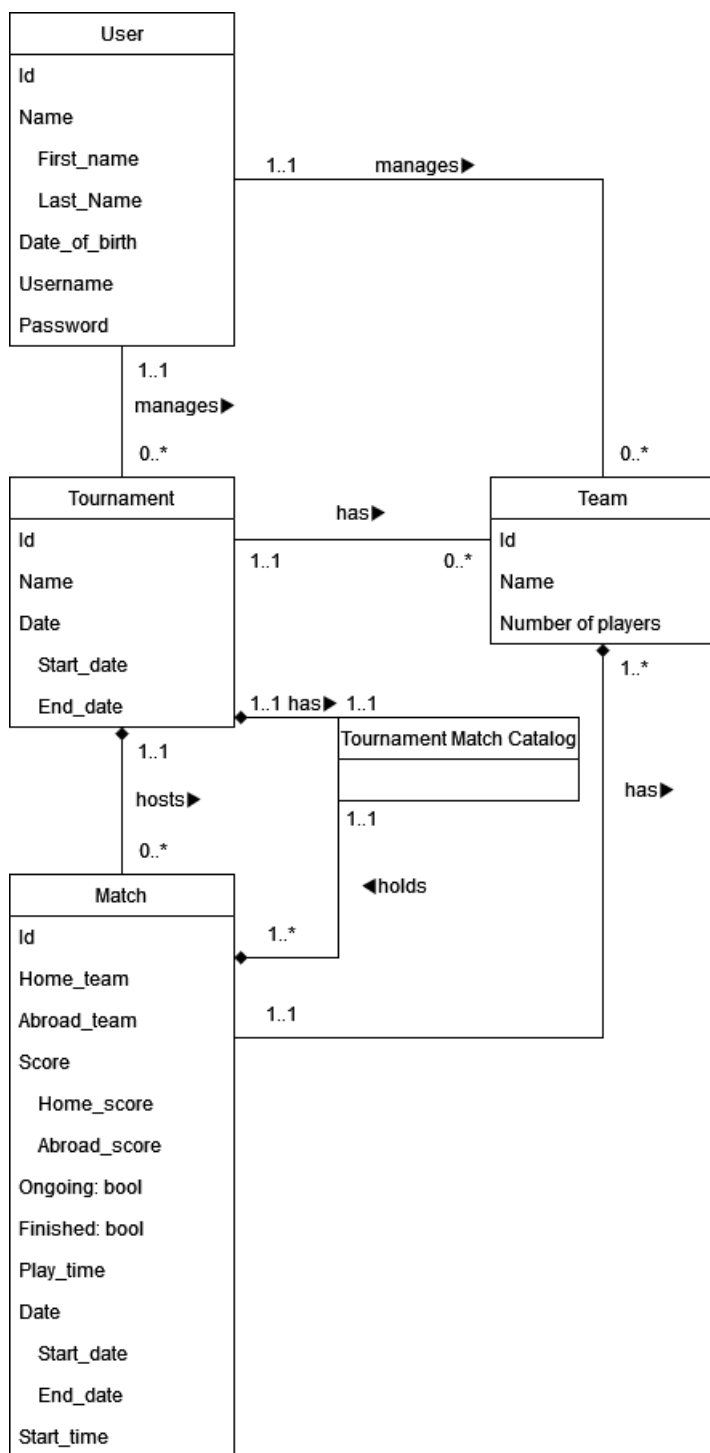 User
Id
Name
First_name
Last_Name
Date_of_birth
Username
Password
1..1 manages▶
0..*
1..1
manages▶
0..*
Tournament
Id
Name
Date
Start_date
End_date
has▶
1..1 0..*
Team
Id
Name
Number of players
1..*
has▶
1..1
1..1 has▶ 1..1
Tournament Match Catalog
1..1
◀holds
1..*
1..1
hosts▶
0..*
Match
Id
Home_team
Abroad_team
Score
Home_score
Abroad_score
Ongoing: bool
Finished: bool
Play_time
Date
Start_date
End_date
Start_time